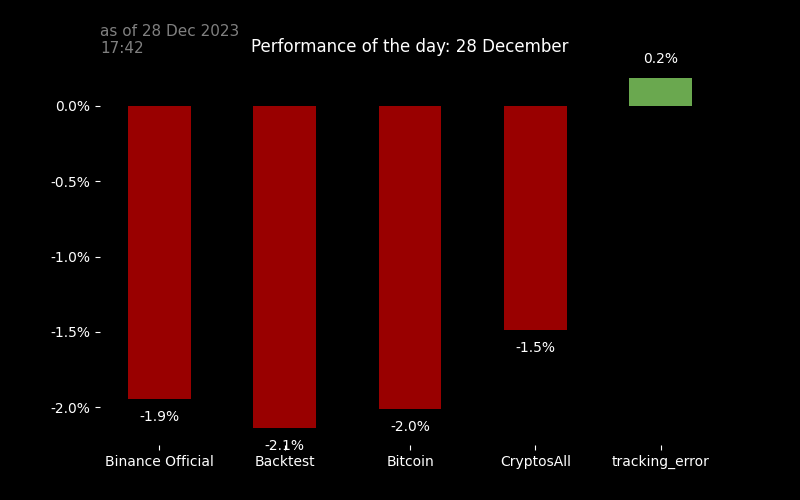 as of 28 Dec 2023
17:42
Performance of the day: 28 December
0.2%
0.0%
-0.5%
-1.0%
-1.5%
-2.0%
-1.9%
-2.1%
-2.0%
-1.5%
Binance Official
Backtest
Bitcoin
CryptosAll
tracking_error